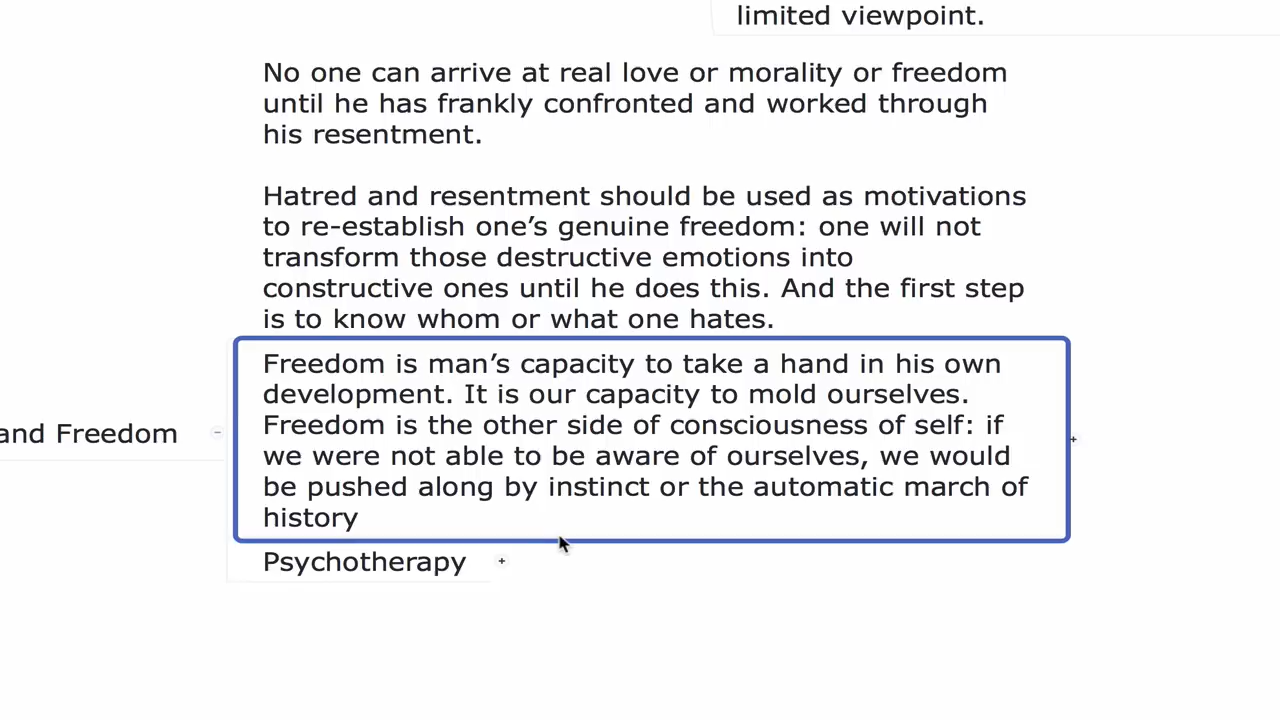 limited viewpoint.
No one can arrive at real love or morality or freedom
until he has frankly confronted and worked through
his resentment.
Hatred and resentment should be used as motivations
to re-establish one’s genuine freedom: one will not
transform those destructive emotions into
constructive ones until he does this. And the first step
is to know whom or what one hates.
Freedom is man’s capacity to take a hand in his own
development. It is our capacity to mold ourselves.
Freedom is the other side of consciousness of self: if
we were not able to be aware of ourselves, we would
be pushed along by instinct or the automatic march of
history
and Freedom
Psychotherapy